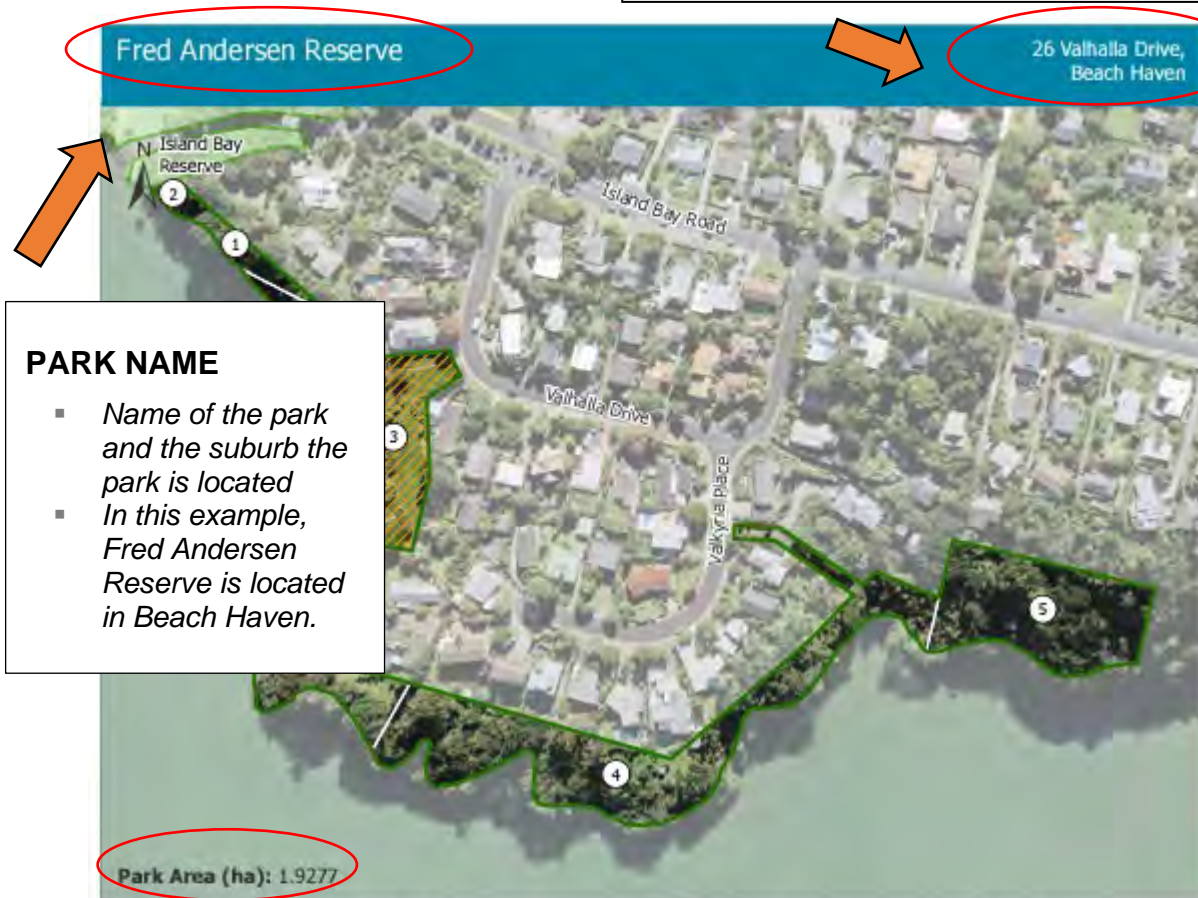 Fred Andersen Reserve
26 Valhalla Drive,
Beach Haven
N
Island Bay
Reserve
2
1
Island Bay Road
PARK NAME
▪ Name of the park
and the suburb the
park is located
▪ In this example,
Fred Andersen
Reserve is located
in Beach Haven.
3
Valhalla Drive
Valkyria Place
5
4
Park Area (ha): 1.9277